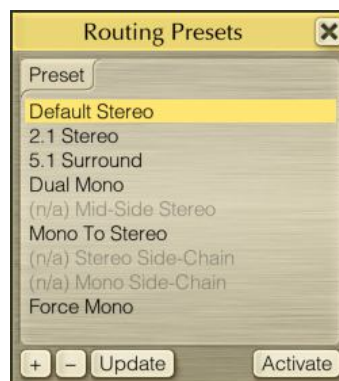 Routing Presets
Preset
Default Stereo
2.1 Stereo
5.1 Surround
Dual Mono
(n/a) Mid-Side Stereo
Mono To Stereo
(n/a) Stereo Side-Chain
(n/a) Mono Side-Chain
Force Mono
+ − Update Activate